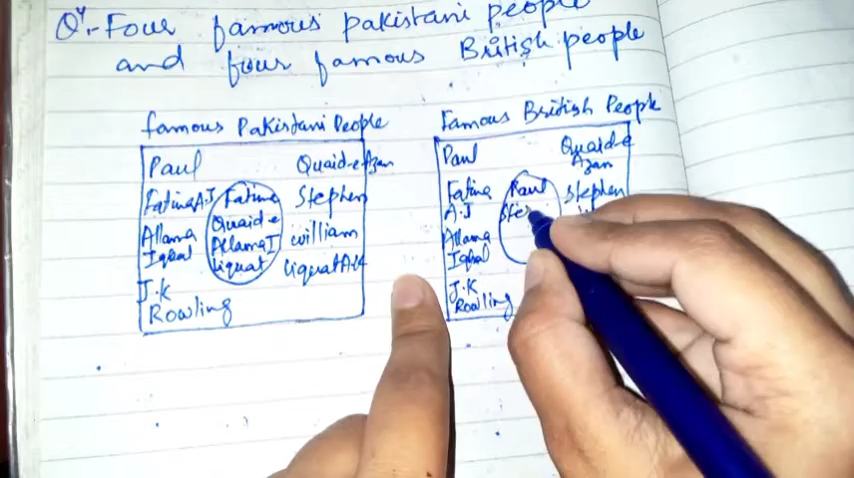 Q4.- Four famous Pakistani people
and four famous British people
famous Pakistani People
Paul
Fatima A.J
Allama
Iqbal
J.K
Rowling
Fatima
Quaid-e
Allama I
Liquat
Quaid-e Azam
Stephen
William
Liquat Ali
Famous British People
Paul
Fatima
A.J
Allama
Iqbal
J.K
Rowling
Paul
Ste
Quaid-e
Azam
Stephen